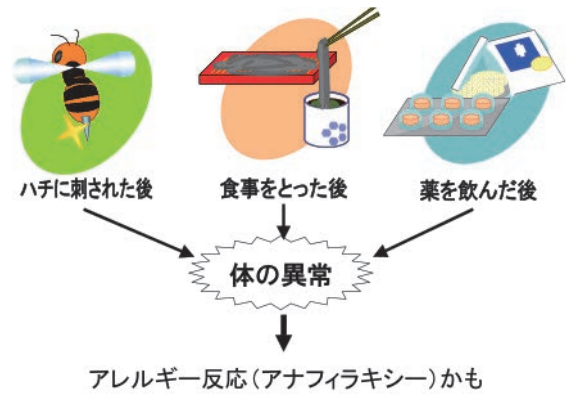 ハチに刺された後
食事をとった後
薬を飲んだ後
体の異常
アレルギー反応(アナフィラキシー)かも